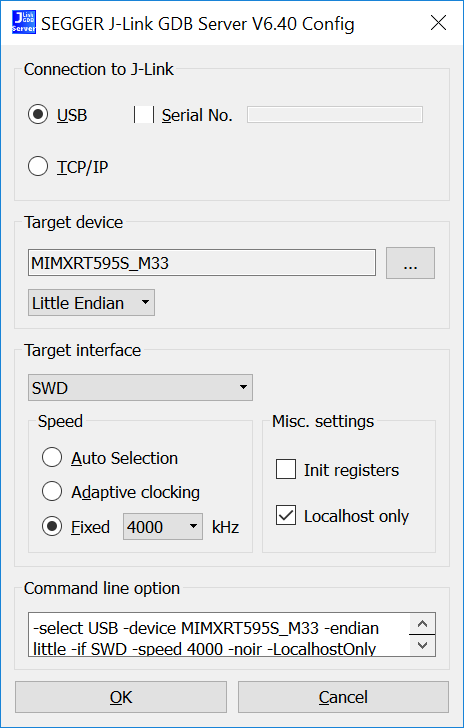 J-Link
GDB
Server
SEGGER J-Link GDB Server V6.40 Config
Connection to J-Link
USB
Serial No.
TCP/IP
Target device
MIMXRT595S_M33
...
Little Endian
Target interface
SWD
Speed
Auto Selection
Adaptive clocking
Fixed 4000 kHz
Misc. settings
Init registers
Localhost only
Command line option
-select USB -device MIMXRT595S_M33 -endian
little -if SWD -speed 4000 -noir -LocalhostOnly
OK
Cancel